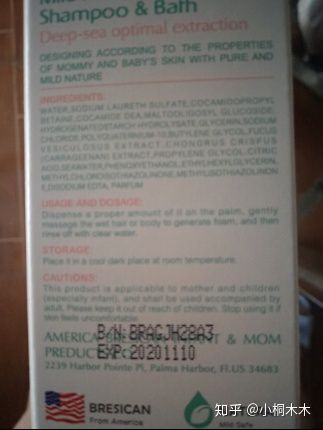 Shampoo & Bath
Deep-sea optimal extraction
DESIGNING ACCORDING TO THE PROPERTIES
OF MOMMY AND BABY'S SKIN WITH PURE AND
MILD NATURE
INGREDIENTS:
WATER,SODIUM LAURETH SULFATE,COCAMIDOPROPYL
BETAINE,COCAMIDE DEA,MALTOOLIGOSYL GLUCOSIDE,
HYDROGENATED STARCH HYDROLYSATE,GLYCERIN,SODIUM
CHLORIDE,POLYQUATERNIUM-10,BUTYLENE GLYCOL,FUCUS
VESICULOSUS EXTRACT,CHONDRUS CRISPUS
(CARRAGEENAN) EXTRACT,PROPYLENE GLYCOL,CITRIC
ACID,SEAWATER,PHENOXYETHANOL,ETHYLHEXYLGLYCERIN,
METHYLCHLOROISOTHIAZOLINONE,METHYLISOTHIAZOLINON
E,DISODIUM EDTA, PARFUM
USAGE AND DOSAGE:
Dispense a proper amount of it on the palm, gently
massage the wet hair or body to generate foam, and then
rinse off with clear water.
STORAGE:
Place it in a cool dark place at room temperature.
CAUTIONS:
This product is applicable to mother and children
(especially infant), and shall be used accompanied by
adult. Please keep it out of reach of children. Stop using it if
skin feels uncomfortable.
B/N:BRAGJH28A3
AMERICA & MOM
EXP:20201110
2239 Harbor Pointe Pl, Palma Harbor, FL.US 34683
BRESICAN
From America
Mild Safe
知乎 @小桐木木